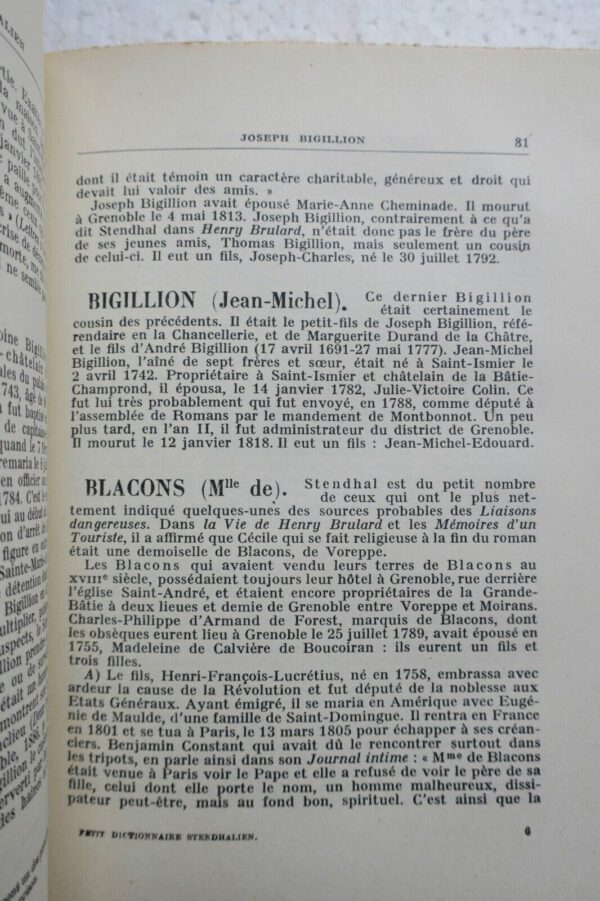 JOSEPH BIGILLION 81
dont il était témoin un caractère charitable, généreux et droit qui
devait lui valoir des amis. »
Joseph Bigillion avait épousé Marie-Anne Cheminade. Il mourut
à Grenoble le 4 mai 1813. Joseph Bigillion, contrairement à ce qu'a
dit Stendhal dans Henry Brulard, n'était donc pas le frère du père
de ses jeunes amis, Thomas Bigillion, mais seulement un cousin
de celui-ci. Il eut un fils, Joseph-Charles, né le 30 juillet 1792.
BIGILLION (Jean-Michel). Ce dernier Bigillion
était certainement le
cousin des précédents. Il était le petit-fils de Joseph Bigillion, réfé-
rendaire en la Chancellerie, et de Marguerite Durand de la Châtre,
et le fils d'André Bigillion (17 avril 1691-27 mai 1777). Jean-Michel
Bigillion, l'aîné de sept frères et sœur, était né à Saint-Ismier le
2 avril 1742. Propriétaire à Saint-Ismier et châtelain de la Bâtie-
Champrond, il épousa, le 14 janvier 1782, Julie-Victoire Colin. Ce
fut lui très probablement qui fut envoyé, en 1788, comme député à
l'assemblée de Romans par le mandement de Montbonnot. Un peu
plus tard, en l'an II, il fut administrateur du district de Grenoble.
Il mourut le 12 janvier 1818. Il eut un fils : Jean-Michel-Edouard.
BLACONS (Mlle de). Stendhal est du petit nombre
de ceux qui ont le plus net-
tement indiqué quelques-unes des sources probables des Liaisons
dangereuses. Dans la Vie de Henry Brulard et les Mémoires d'un
Touriste, il a affirmé que Cécile qui se fait religieuse à la fin du roman
était une demoiselle de Blacons, de Voreppe.
Les Blacons qui avaient vendu leurs terres de Blacons au
XVIIIe siècle, possédaient toujours leur hôtel à Grenoble, rue derrière
l'église Saint-André, et étaient encore propriétaires de la Grande-
Bâtie à deux lieues et demie de Grenoble entre Voreppe et Moirans.
Charles-Philippe d'Armand de Forest, marquis de Blacons, dont
les obsèques eurent lieu à Grenoble le 25 juillet 1789, avait épousé en
1755, Madeleine de Calvière de Boucoiran : ils eurent un fils et
trois filles.
A) Le fils, Henri-François-Lucrétius, né en 1758, embrassa avec
ardeur la cause de la Révolution et fut député de la noblesse aux
Etats Généraux. Ayant émigré, il se maria en Amérique avec Eugé-
nie de Maulde, d'une famille de Saint-Domingue. Il rentra en France
en 1801 et se tua à Paris, le 13 mars 1805 pour échapper à ses créan-
ciers. Benjamin Constant qui avait dû le rencontrer surtout dans
les tripots, en parle ainsi dans son Journal intime : « Mme de Blacons
était venue à Paris voir le Pape et elle a refusé de voir le père de sa
fille, celui dont elle porte le nom, un homme malheureux, dissi-
pateur peut-être, mais au fond bon, spirituel. C'est ainsi que la
PETIT DICTIONNAIRE STENDHALIEN. 6